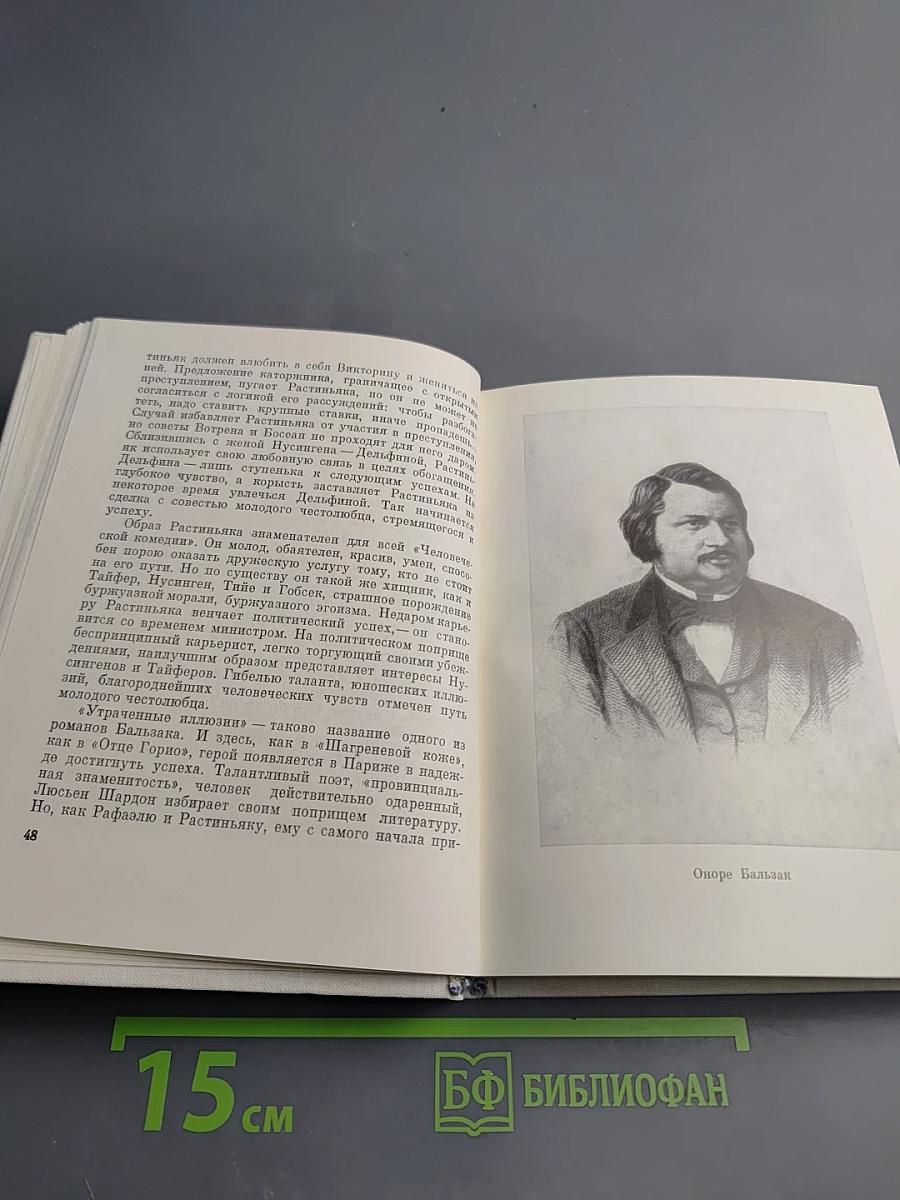 тиньяк должен влюбить в себя Викторину и жениться на
ней. Предложение каторжника, граничащее с открытым
преступлением, пугает Растиньяка, но он не может не
согласиться с логикой его рассуждений: чтобы разбога-
теть, надо ставить крупные ставки, иначе пропадешь.
Случай избавляет Растиньяка от участия в преступлении,
но советы Вотрена и Босеан не проходят для него даром.
Сблизившись с женой Нусингена — Дельфиной, Растинь-
як использует свою любовную связь в целях обогащения.
Дельфина — лишь ступенька к следующим успехам. Не
глубокое чувство, а корысть заставляет Растиньяка на
некоторое время увлечься Дельфиной. Так начинается
сделка с совестью молодого честолюбца, стремящегося к
успеху.
Образ Растиньяка знаменателен для всей «Человече-
ской комедии». Он молод, обаятелен, красив, умен, спосо-
бен порою оказать дружескую услугу тому, кто не стоит
на его пути. Но по существу он такой же хищник, как и
Тайфер, Нусинген, Тийе и Гобсек, страшное порождение
буржуазной морали, буржуазного эгоизма. Недаром карье-
ру Растиньяка венчает политический успех,— он стано-
вится со временем министром. На политическом поприще
беспринципный карьерист, легко торгующий своими убеж-
дениями, наилучшим образом представляет интересы Ну-
сингенов и Тайферов. Гибелью таланта, юношеских иллю-
зий, благороднейших человеческих чувств отмечен путь
молодого честолюбца.
«Утраченные иллюзии» — таково название одного из
романов Бальзака. И здесь, как в «Шагреневой коже»,
как в «Отце Горио», герой появляется в Париже в надеж-
де достигнуть успеха. Талантливый поэт, «провинциаль-
ная знаменитость», человек действительно одаренный,
Люсьен Шардон избирает своим поприщем литературу.
Но, как Рафаэлю и Растиньяку, ему с самого начала при-
48
Оноре Бальзак
15 см
БФ БИБЛИОФАН